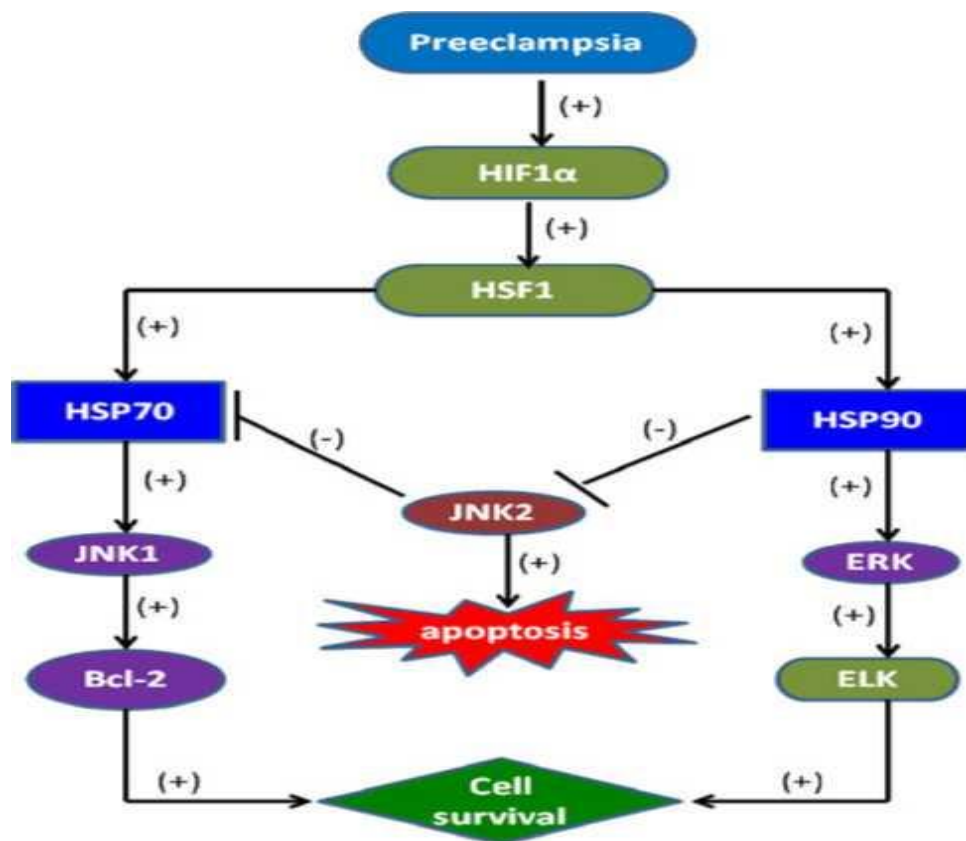 Preeclampsia
(+)
HIF1α
(+)
HSF1
(+)
(+)
HSP70
HSP90
(-)
(-)
(+)
(+)
JNK2
JNK1
ERK
(+)
(+)
(+)
apoptosis
Bcl-2
ELK
(+)
(+)
Cell
survival